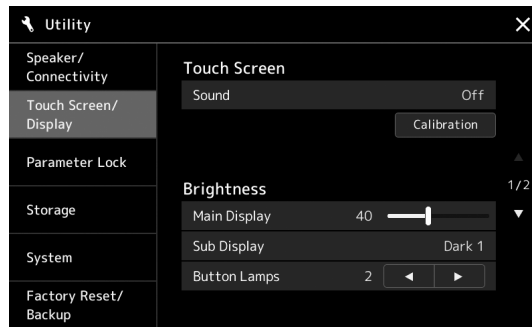 Utility
Speaker/
Connectivity
Touch Screen/
Display
Parameter Lock
Storage
System
Factory Reset/
Backup
Touch Screen
Sound Off
Calibration
Brightness
Main Display 40
Sub Display Dark 1
Button Lamps 2
1/2